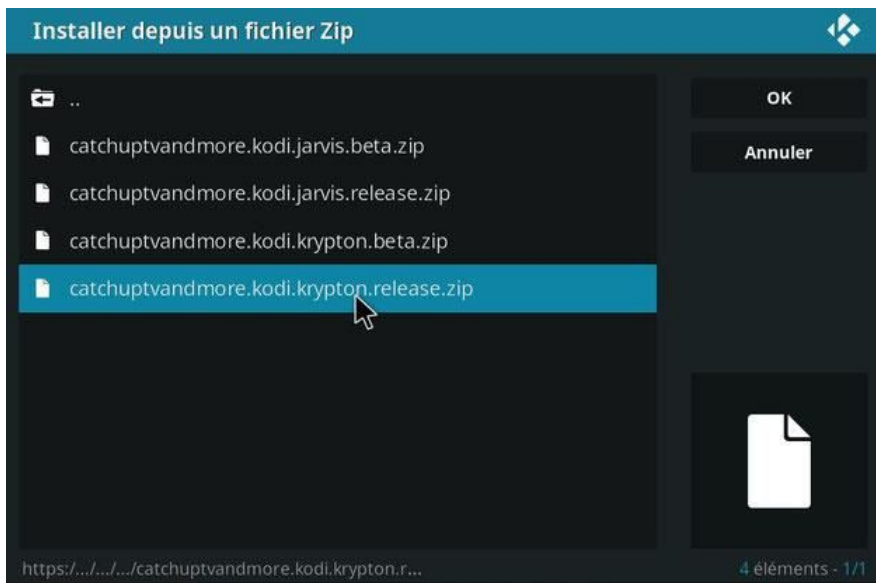 Installer depuis un fichier Zip
..
catchuptvandmore.kodi.jarvis.beta.zip
catchuptvandmore.kodi.jarvis.release.zip
catchuptvandmore.kodi.krypton.beta.zip
catchuptvandmore.kodi.krypton.release.zip
OK
Annuler
https:/.../.../.../catchuptvandmore.kodi.krypton.r...
4 éléments - 1/1